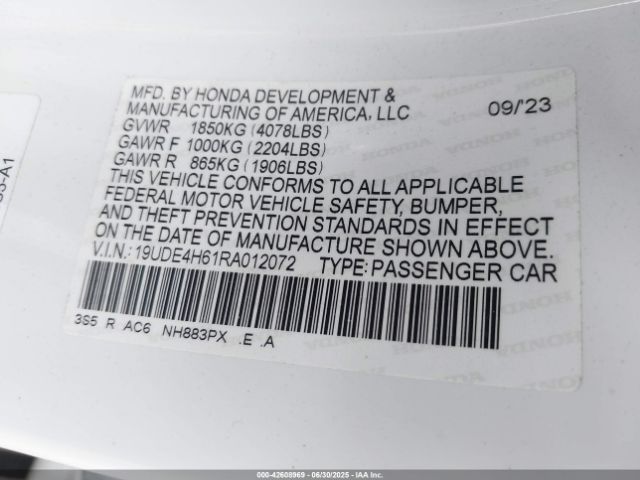 MFD. BY HONDA DEVELOPMENT &
MANUFACTURING OF AMERICA, LLC 09/23
GVWR 1850KG (4078LBS)
GAWR F 1000KG (2204LBS)
GAWR R 865KG (1906LBS)
THIS VEHICLE CONFORMS TO ALL APPLICABLE
FEDERAL MOTOR VEHICLE SAFETY, BUMPER,
AND THEFT PREVENTION STANDARDS IN EFFECT
ON THE DATE OF MANUFACTURE SHOWN ABOVE.
V.I.N.: 19UDE4H61RA012072 TYPE: PASSENGER CAR
3S5 R AC6 NH883PX .E .A
000-42608969 - 06/30/2025 - IAA Inc.